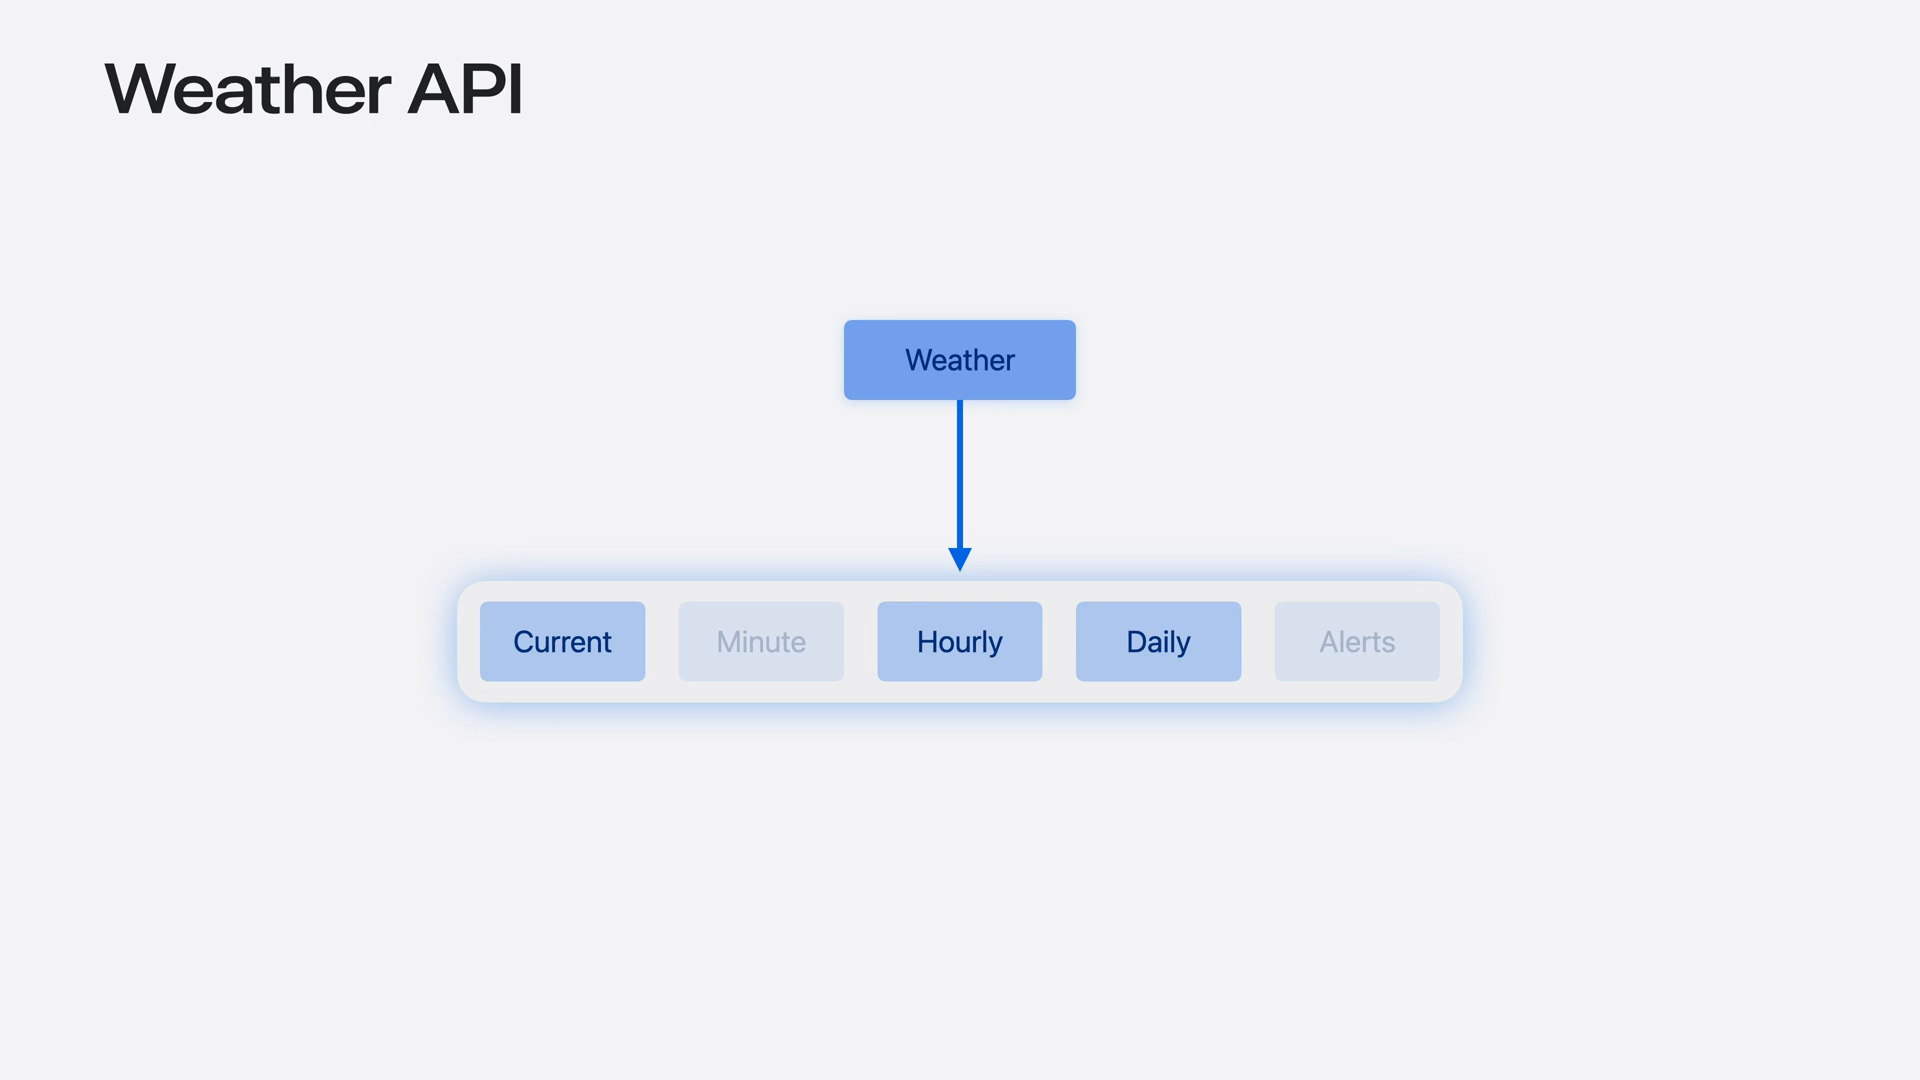 Weather API
Weather
Current
Minute
Hourly
Daily
Alerts